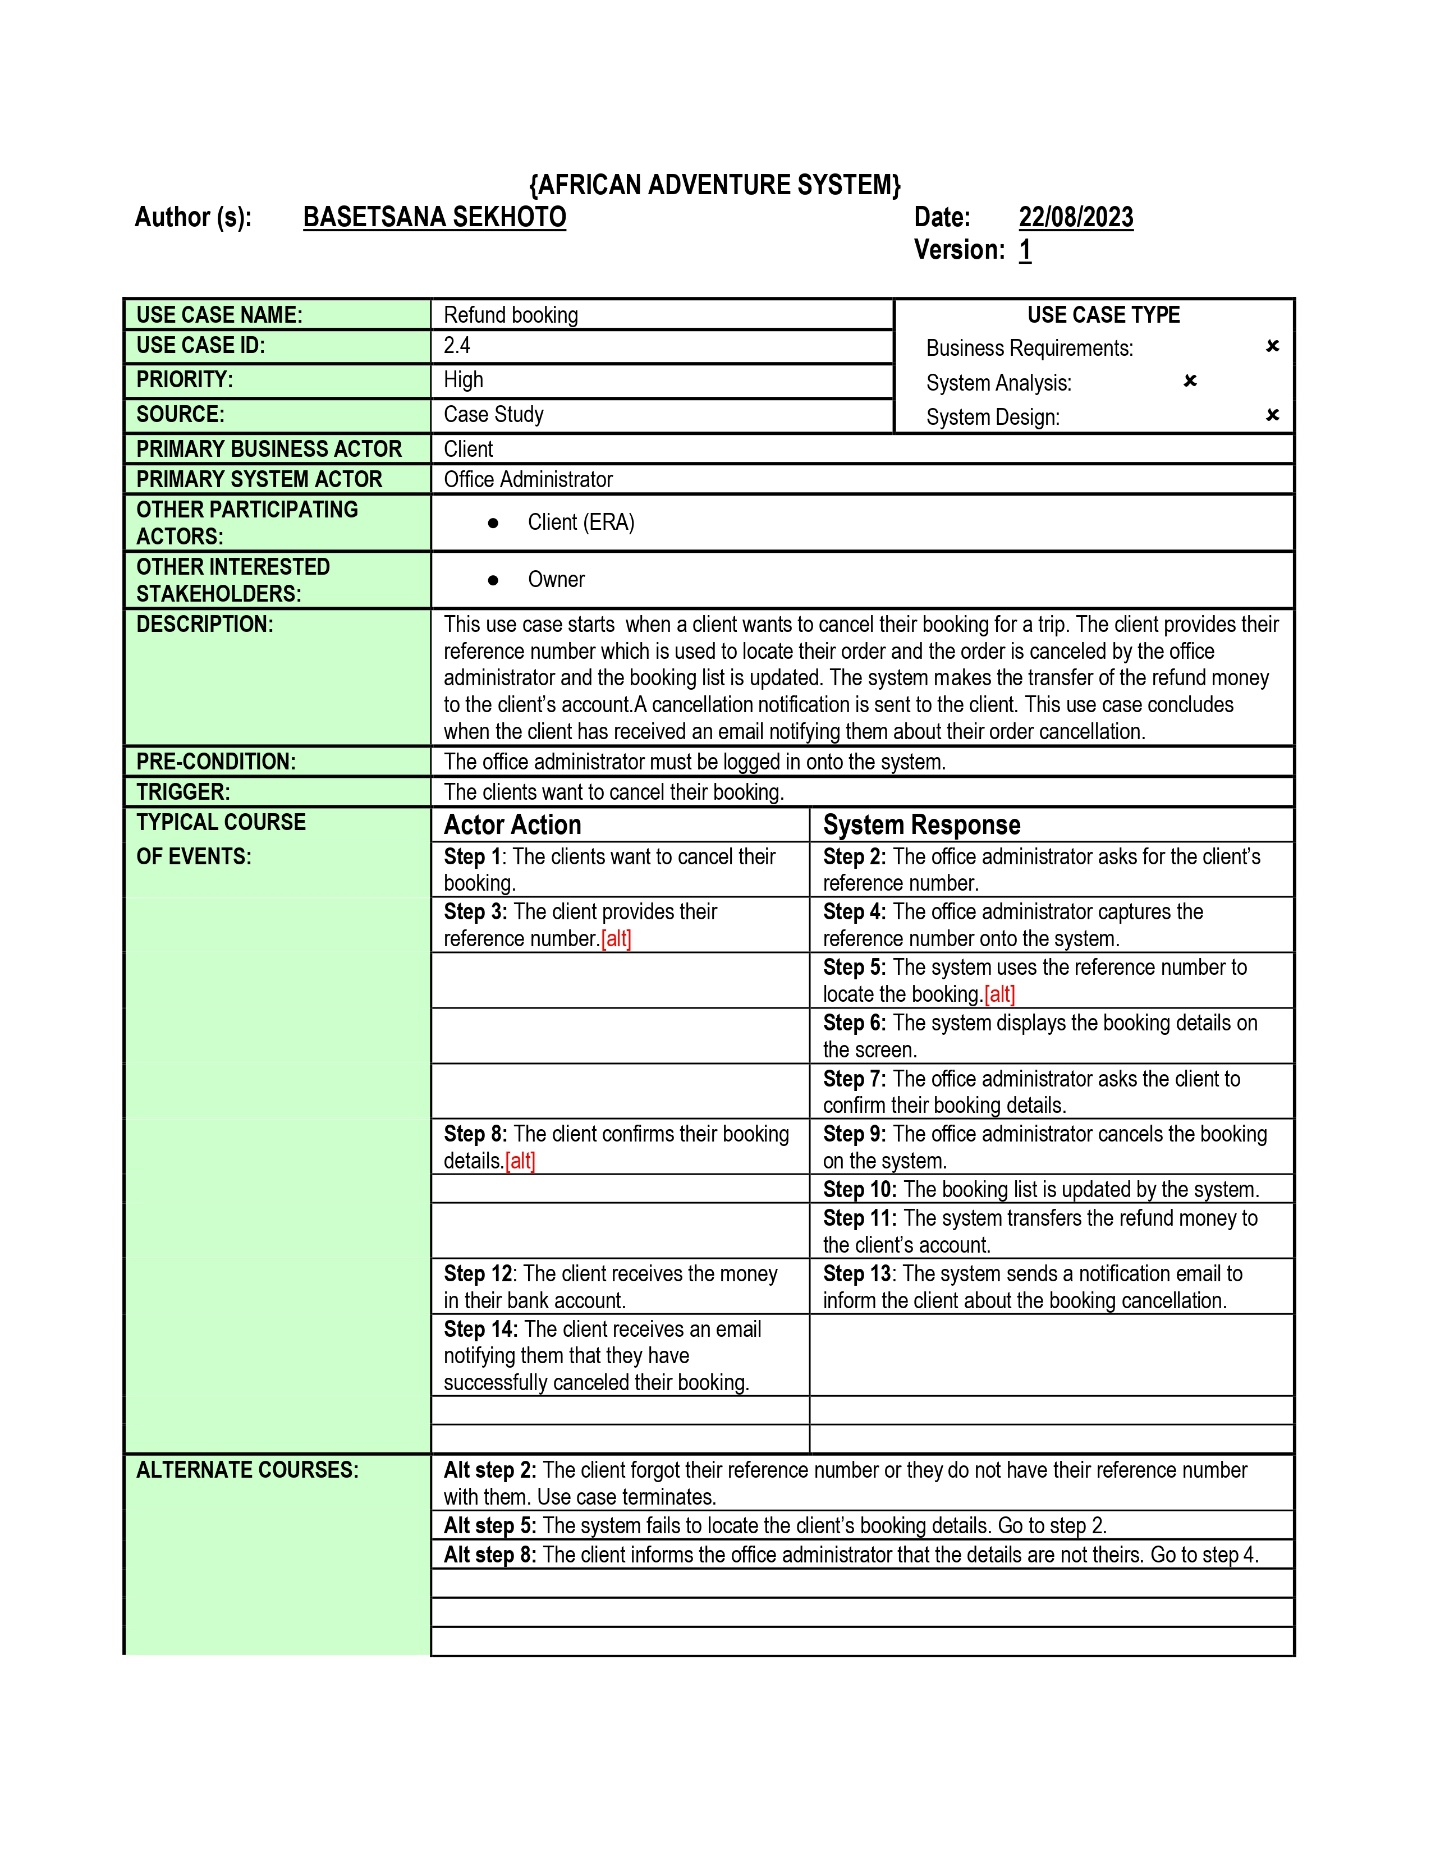 {AFRICAN ADVENTURE SYSTEM}
Author (s): BASETSANA SEKHOTO Date: 22/08/2023
Version: 1
USE CASE NAME: Refund booking USE CASE TYPE
USE CASE ID: 2.4 Business Requirements: ×
PRIORITY: High System Analysis: ×
SOURCE: Case Study System Design: ×
PRIMARY BUSINESS ACTOR Client
PRIMARY SYSTEM ACTOR Office Administrator
OTHER PARTICIPATING
ACTORS:
● Client (ERA)
OTHER INTERESTED
STAKEHOLDERS:
● Owner
DESCRIPTION: This use case starts  when a client wants to cancel their booking for a trip. The client provides their
reference number which is used to locate their order and the order is canceled by the office
administrator and the booking list is updated. The system makes the transfer of the refund money
to the client’s account.A cancellation notification is sent to the client. This use case concludes
when the client has received an email notifying them about their order cancellation.
PRE-CONDITION: The office administrator must be logged in onto the system.
TRIGGER: The clients want to cancel their booking.
TYPICAL COURSE
OF EVENTS:
Actor Action System Response
Step 1: The clients want to cancel their
booking.
Step 2: The office administrator asks for the client’s
reference number.
Step 3: The client provides their
reference number.[alt]
Step 4: The office administrator captures the
reference number onto the system.
Step 5: The system uses the reference number to
locate the booking.[alt]
Step 6: The system displays the booking details on
the screen.
Step 7: The office administrator asks the client to
confirm their booking details.
Step 8: The client confirms their booking
details.[alt]
Step 9: The office administrator cancels the booking
on the system.
Step 10: The booking list is updated by the system.
Step 11: The system transfers the refund money to
the client’s account.
Step 12: The client receives the money
in their bank account.
Step 13: The system sends a notification email to
inform the client about the booking cancellation.
Step 14: The client receives an email
notifying them that they have
successfully canceled their booking.
ALTERNATE COURSES: Alt step 2: The client forgot their reference number or they do not have their reference number
with them. Use case terminates.
Alt step 5: The system fails to locate the client’s booking details. Go to step 2.
Alt step 8: The client informs the office administrator that the details are not theirs. Go to step 4.